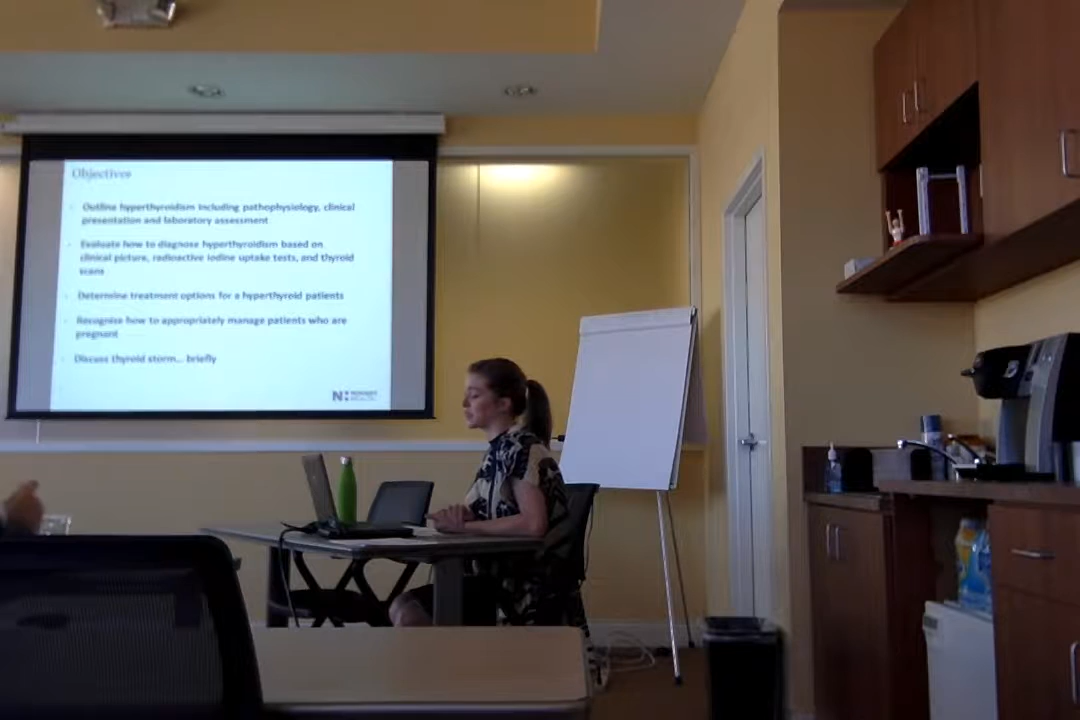 Objectives
Outline hyperthyroidism including pathophysiology, clinical
presentation and laboratory assessment
Evaluate how to diagnose hyperthyroidism based on
clinical picture, radioactive iodine uptake tests, and thyroid
scans
Determine treatment options for a hyperthyroid patients
Recognize how to appropriately manage patients who are
pregnant
Discuss thyroid storm... briefly
N